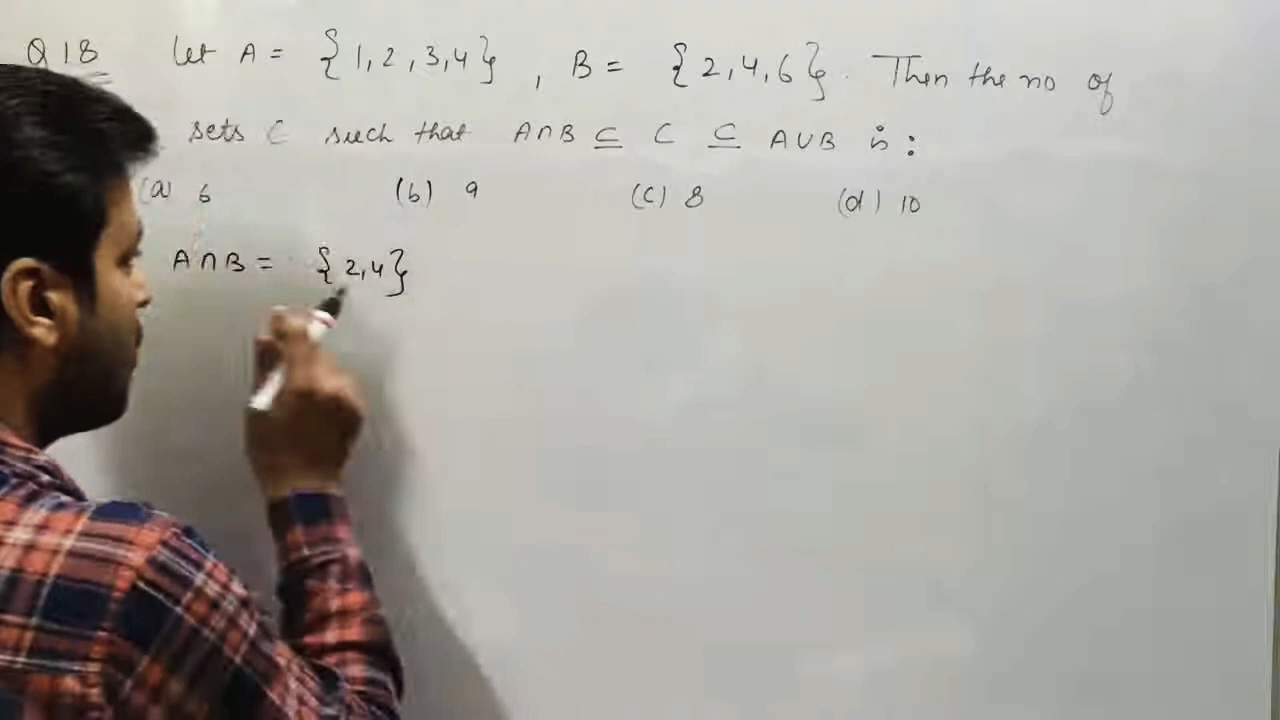 Q 18 Let A = {1, 2, 3, 4} , B = {2, 4, 6}. Then the no of
sets C such that A∩B ⊆ C ⊆ A∪B is :
(a) 6 (b) 9 (c) 8 (d) 10
A∩B = {2, 4}